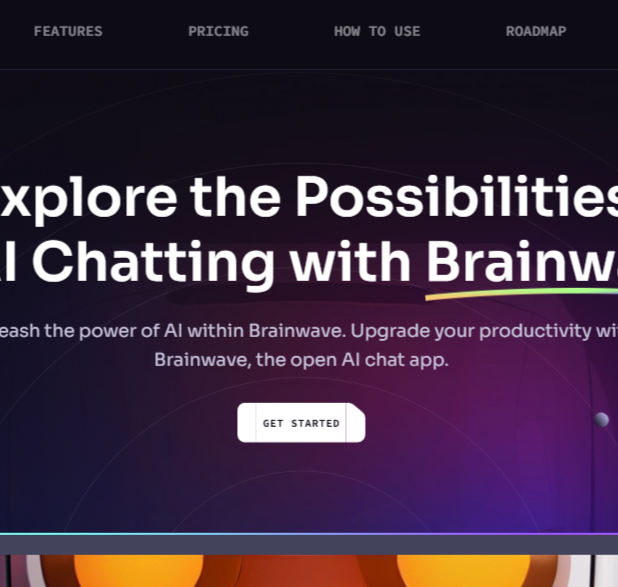 FEATURES PRICING HOW TO USE ROADMAP
xplore the Possibilities
I Chatting with Brainwa
eash the power of AI within Brainwave. Upgrade your productivity wi
Brainwave, the open AI chat app.
GET STARTED